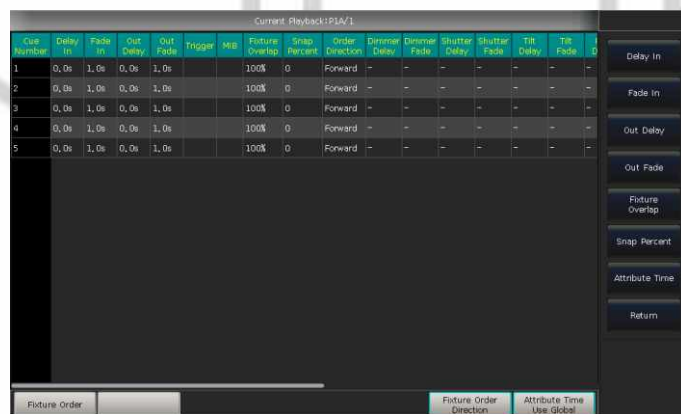 Current Playback:P1A/1
Cue Number Delay In Fade In Out Delay Out Fade Trigger MIB Fixture Overlap Snap Percent Order Direction Dimmer Delay Dimmer Fade Shutter Delay Shutter Fade Tilt Delay Tilt Fade
1 0.0s 1.0s 0.0s 1.0s 100% 0 Forward - - - - - - -
2 0.0s 1.0s 0.0s 1.0s 100% 0 Forward - - - - - - -
3 0.0s 1.0s 0.0s 1.0s 100% 0 Forward - - - - - - -
4 0.0s 1.0s 0.0s 1.0s 100% 0 Forward - - - - - - -
5 0.0s 1.0s 0.0s 1.0s 100% 0 Forward - - - - - - -
Delay In
Fade In
Out Delay
Out Fade
Fixture
Overlap
Snap Percent
Attribute Time
Return
Fixture Order
Fixture Order
Direction
Attribute Time
Use Global